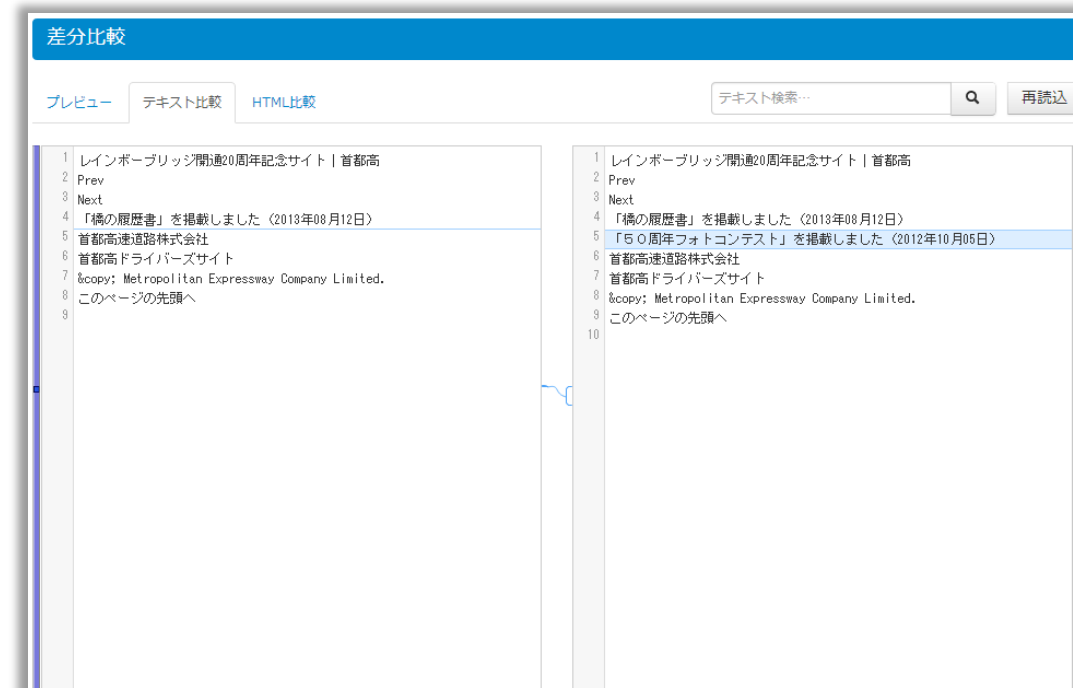 差分比較
プレビュー テキスト比較 HTML比較 テキスト検索… 再読込
1 レインボーブリッジ開通20周年記念サイト | 首都高
2 Prev
3 Next
4 「橋の履歴書」を掲載しました（2013年08月12日）
5 首都高速道路株式会社
6 首都高ドライバーズサイト
7 &copy; Metropolitan Expressway Company Limited.
8 このページの先頭へ
9
1 レインボーブリッジ開通20周年記念サイト | 首都高
2 Prev
3 Next
4 「橋の履歴書」を掲載しました（2013年08月12日）
5 「５０周年フォトコンテスト」を掲載しました（2012年10月05日）
6 首都高速道路株式会社
7 首都高ドライバーズサイト
8 &copy; Metropolitan Expressway Company Limited.
9 このページの先頭へ
10